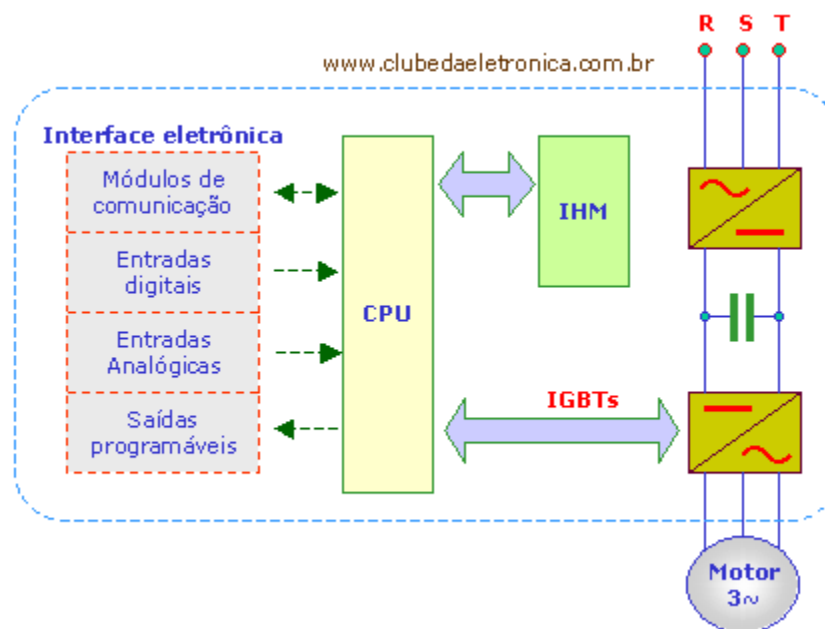 R S T
www.clubedaeletronica.com.br
Interface eletrônica
Módulos de
comunicação
Entradas
digitais
Entradas
Analógicas
Saídas
programáveis
CPU
IHM
IGBTs
Motor
3~